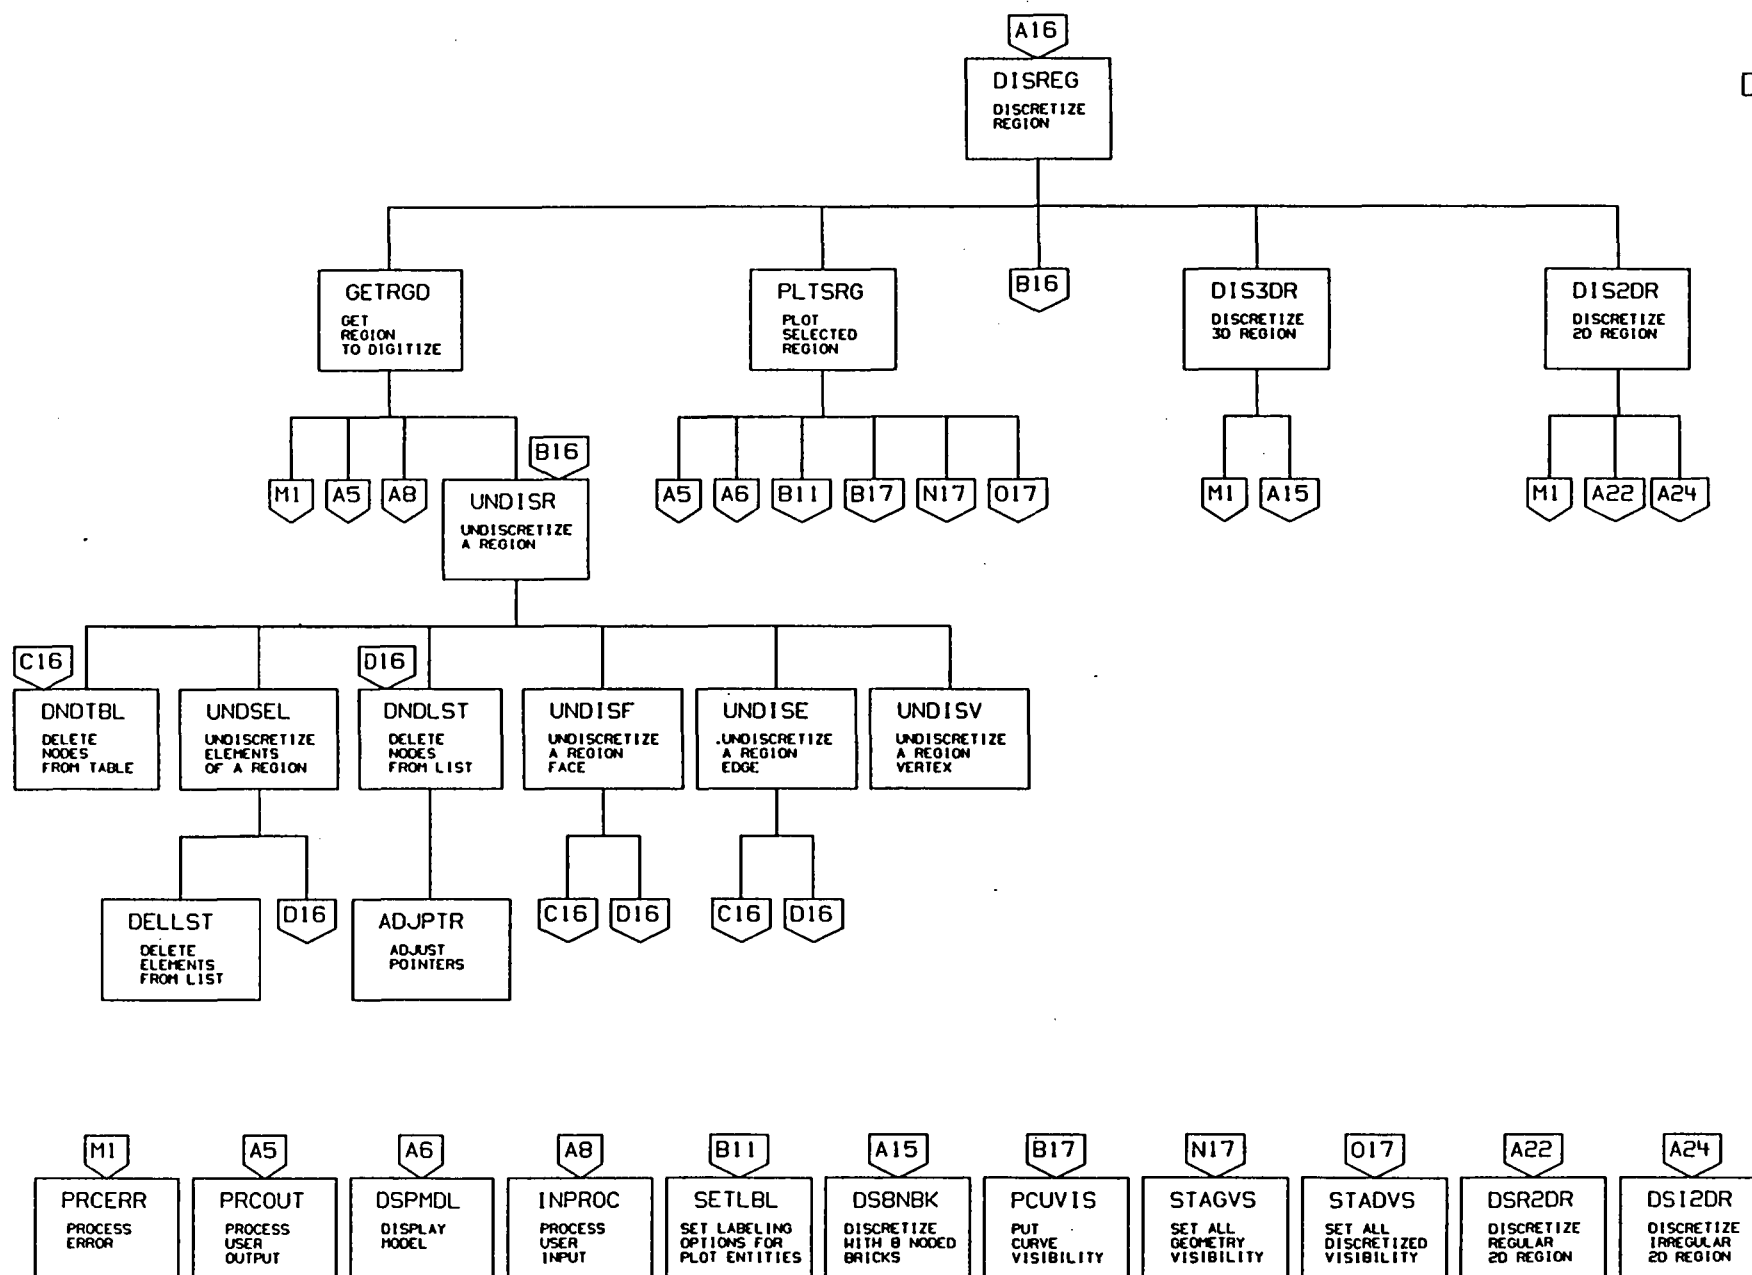 A16
DISREG
DISCRETIZE
REGION
GETRGD
GET
REGION
TO DIGITIZE
PLTSRG
PLOT
SELECTED
REGION
B16
DIS3DR
DISCRETIZE
3D REGION
DIS2DR
DISCRETIZE
2D REGION
M1
A5
A8
B16
UNDISR
UNDISCRETIZE
A REGION
A5
A6
B11
B17
N17
O17
M1
A15
M1
A22
A24
C16
DNDTBL
DELETE
NODES
FROM TABLE
UNDSEL
UNDISCRETIZE
ELEMENTS
OF A REGION
D16
DNDLST
DELETE
NODES
FROM LIST
UNDISF
UNDISCRETIZE
A REGION
FACE
UNDISE
UNDISCRETIZE
A REGION
EDGE
UNDISV
UNDISCRETIZE
A REGION
VERTEX
DELLST
DELETE
ELEMENTS
FROM LIST
D16
ADJPTR
ADJUST
POINTERS
C16
D16
C16
D16
M1
PRCERR
PROCESS
ERROR
A5
PRCOUT
PROCESS
USER
OUTPUT
A6
DSPMDL
DISPLAY
MODEL
A8
INPROC
PROCESS
USER
INPUT
B11
SETLBL
SET LABELING
OPTIONS FOR
PLOT ENTITIES
A15
DS8NBK
DISCRETIZE
WITH 8 NODED
BRICKS
B17
PCUVIS
PUT
CURVE
VISIBILITY
N17
STAGVS
SET ALL
GEOMETRY
VISIBILITY
O17
STADVS
SET ALL
DISCRETIZED
VISIBILITY
A22
DSR2DR
DISCRETIZE
REGULAR
2D REGION
A24
DSI2DR
DISCRETIZE
IRREGULAR
2D REGION